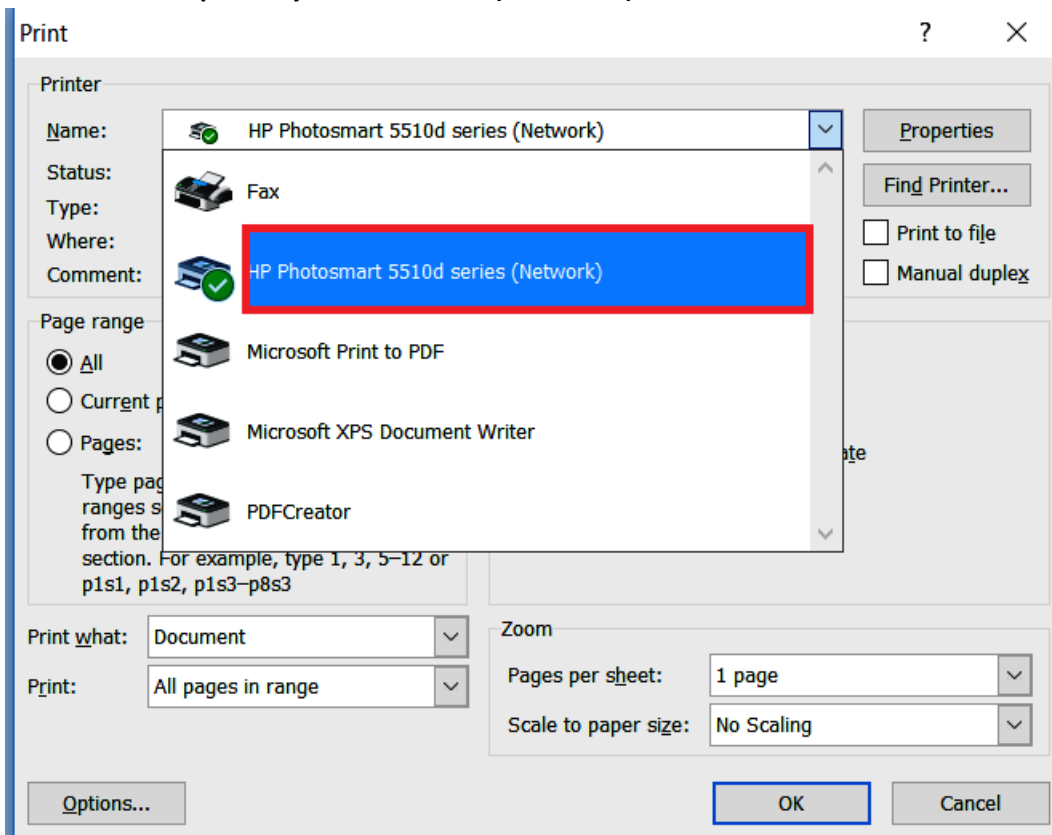 Print ?
Printer
Name: HP Photosmart 5510d series (Network) Properties
Status:
Fax
Find Printer...
Type:
Where:
Print to file
HP Photosmart 5510d series (Network)
Comment:
Manual duplex
Page range
Microsoft Print to PDF
All
Current p
Microsoft XPS Document Writer
Pages:
Type pag
ranges s
PDFCreator
from the
section. For example, type 1, 3, 5–12 or
p1s1, p1s2, p1s3–p8s3
Print what: Document
Zoom
Pages per sheet: 1 page
Print: All pages in range
Scale to paper size: No Scaling
Options...
OK
Cancel